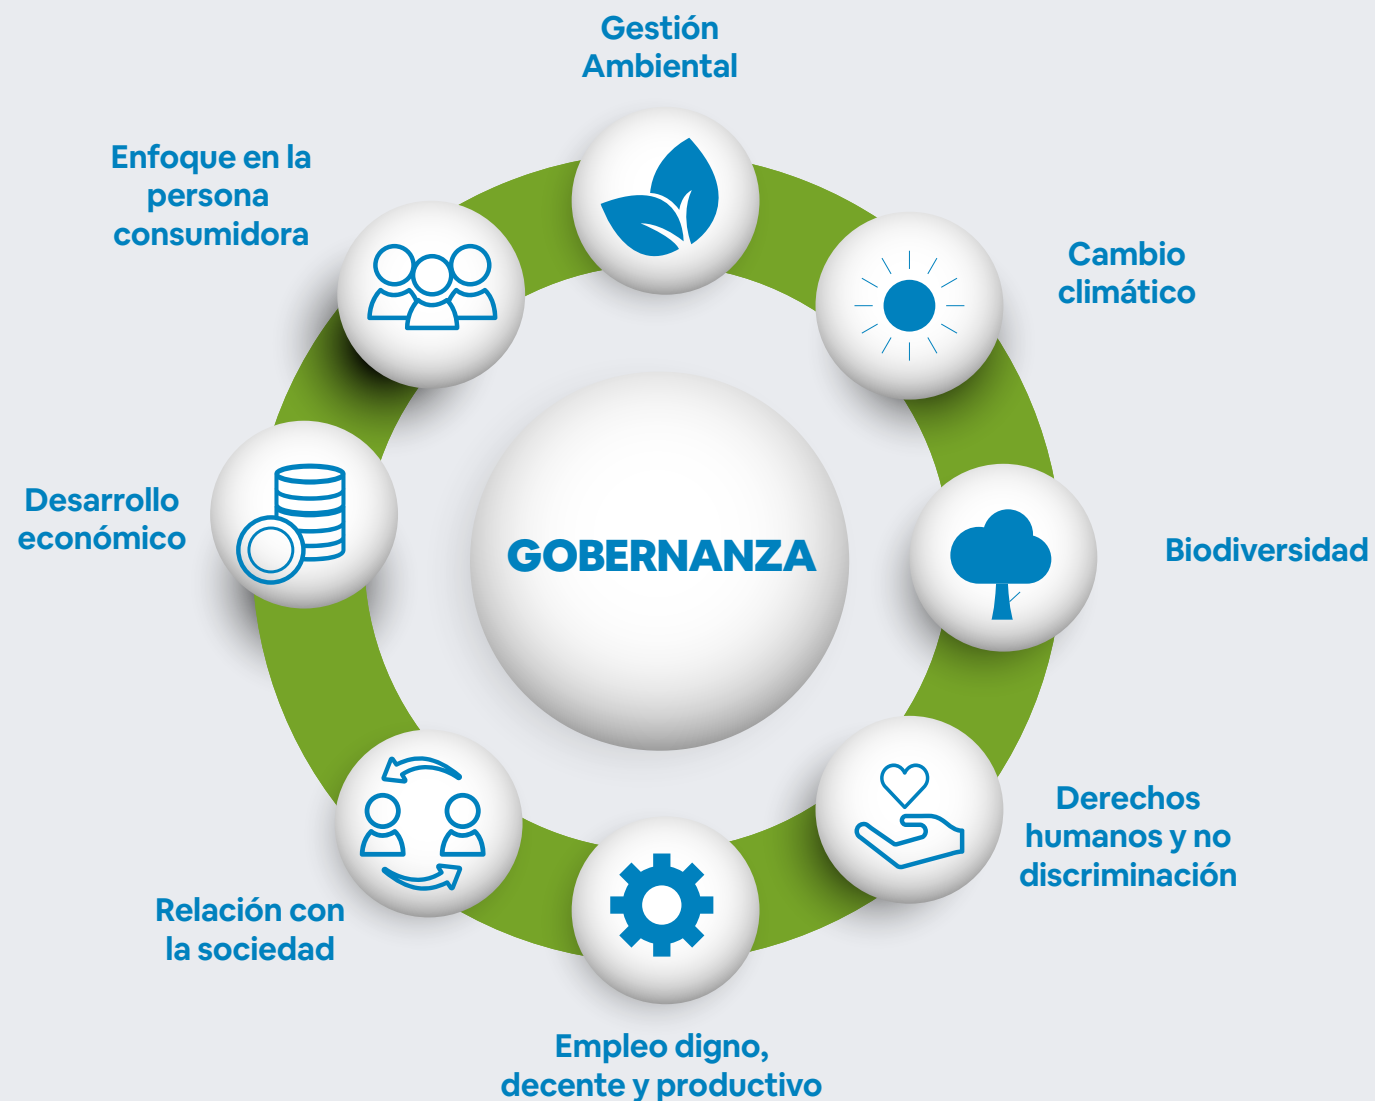 Gestión
Ambiental
Enfoque en la
persona
consumidora
Cambio
climático
Desarrollo
económico
GOBERNANZA
Biodiversidad
Derechos
humanos y no
discriminación
Relación con
la sociedad
Empleo digno,
decente y productivo